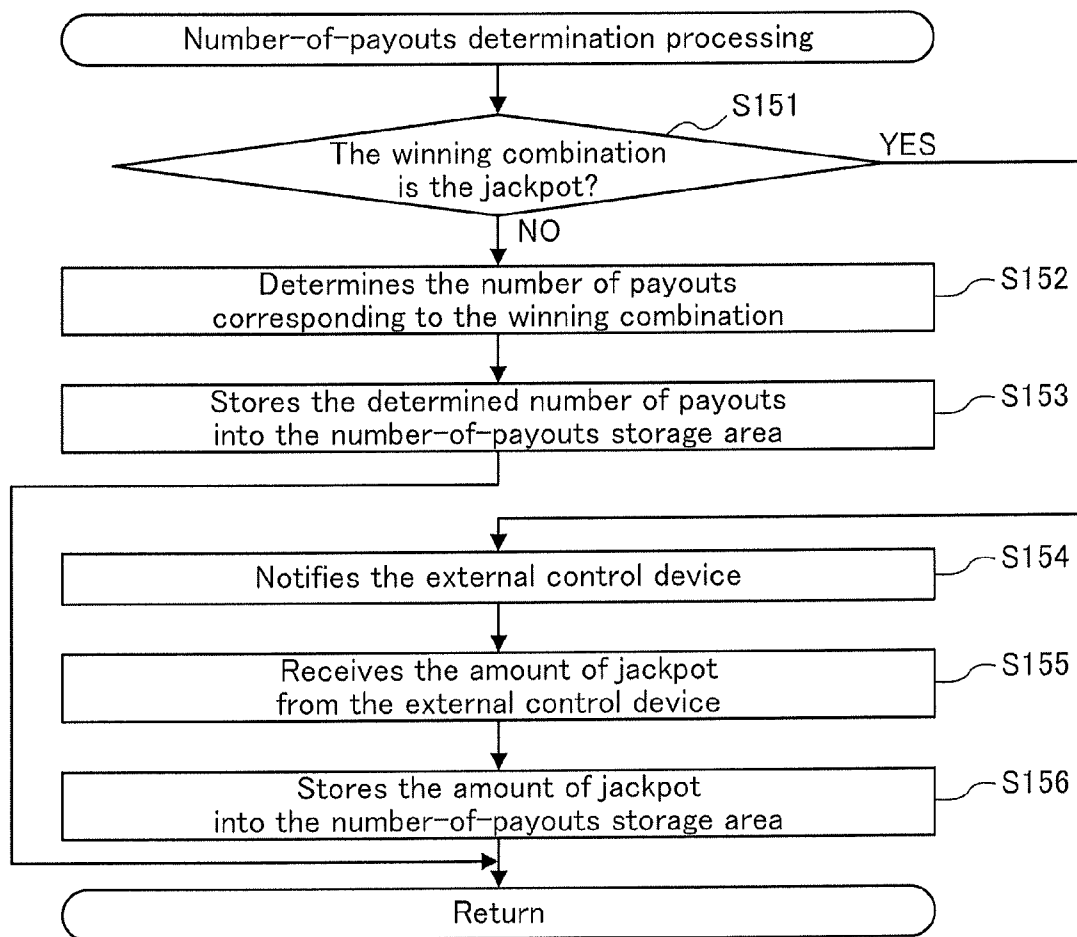 Number-of-payouts determination processing
S151
The winning combination
is the jackpot?
YES
NO
Determines the number of payouts
corresponding to the winning combination
S152
Stores the determined number of payouts
into the number-of-payouts storage area
S153
Notifies the external control device
S154
Receives the amount of jackpot
from the external control device
S155
Stores the amount of jackpot
into the number-of-payouts storage area
S156
Return